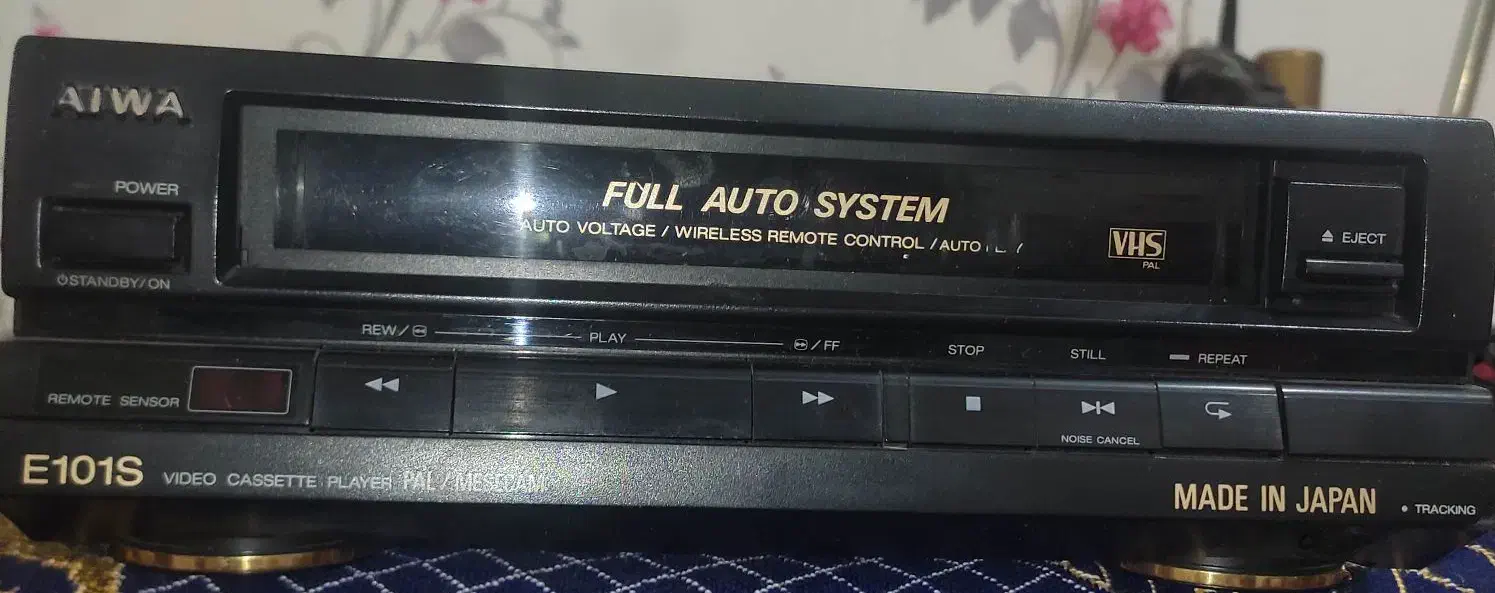 AIWA
POWER
STANDBY/ON
FULL AUTO SYSTEM
AUTO VOLTAGE / WIRELESS REMOTE CONTROL / AUTO
VHS
PAL
EJECT
REW/
PLAY
/FF
STOP
STILL
REPEAT
REMOTE SENSOR
NOISE CANCEL
E101S VIDEO CASSETTE PLAYER PAL / MESECAM
MADE IN JAPAN
• TRACKING